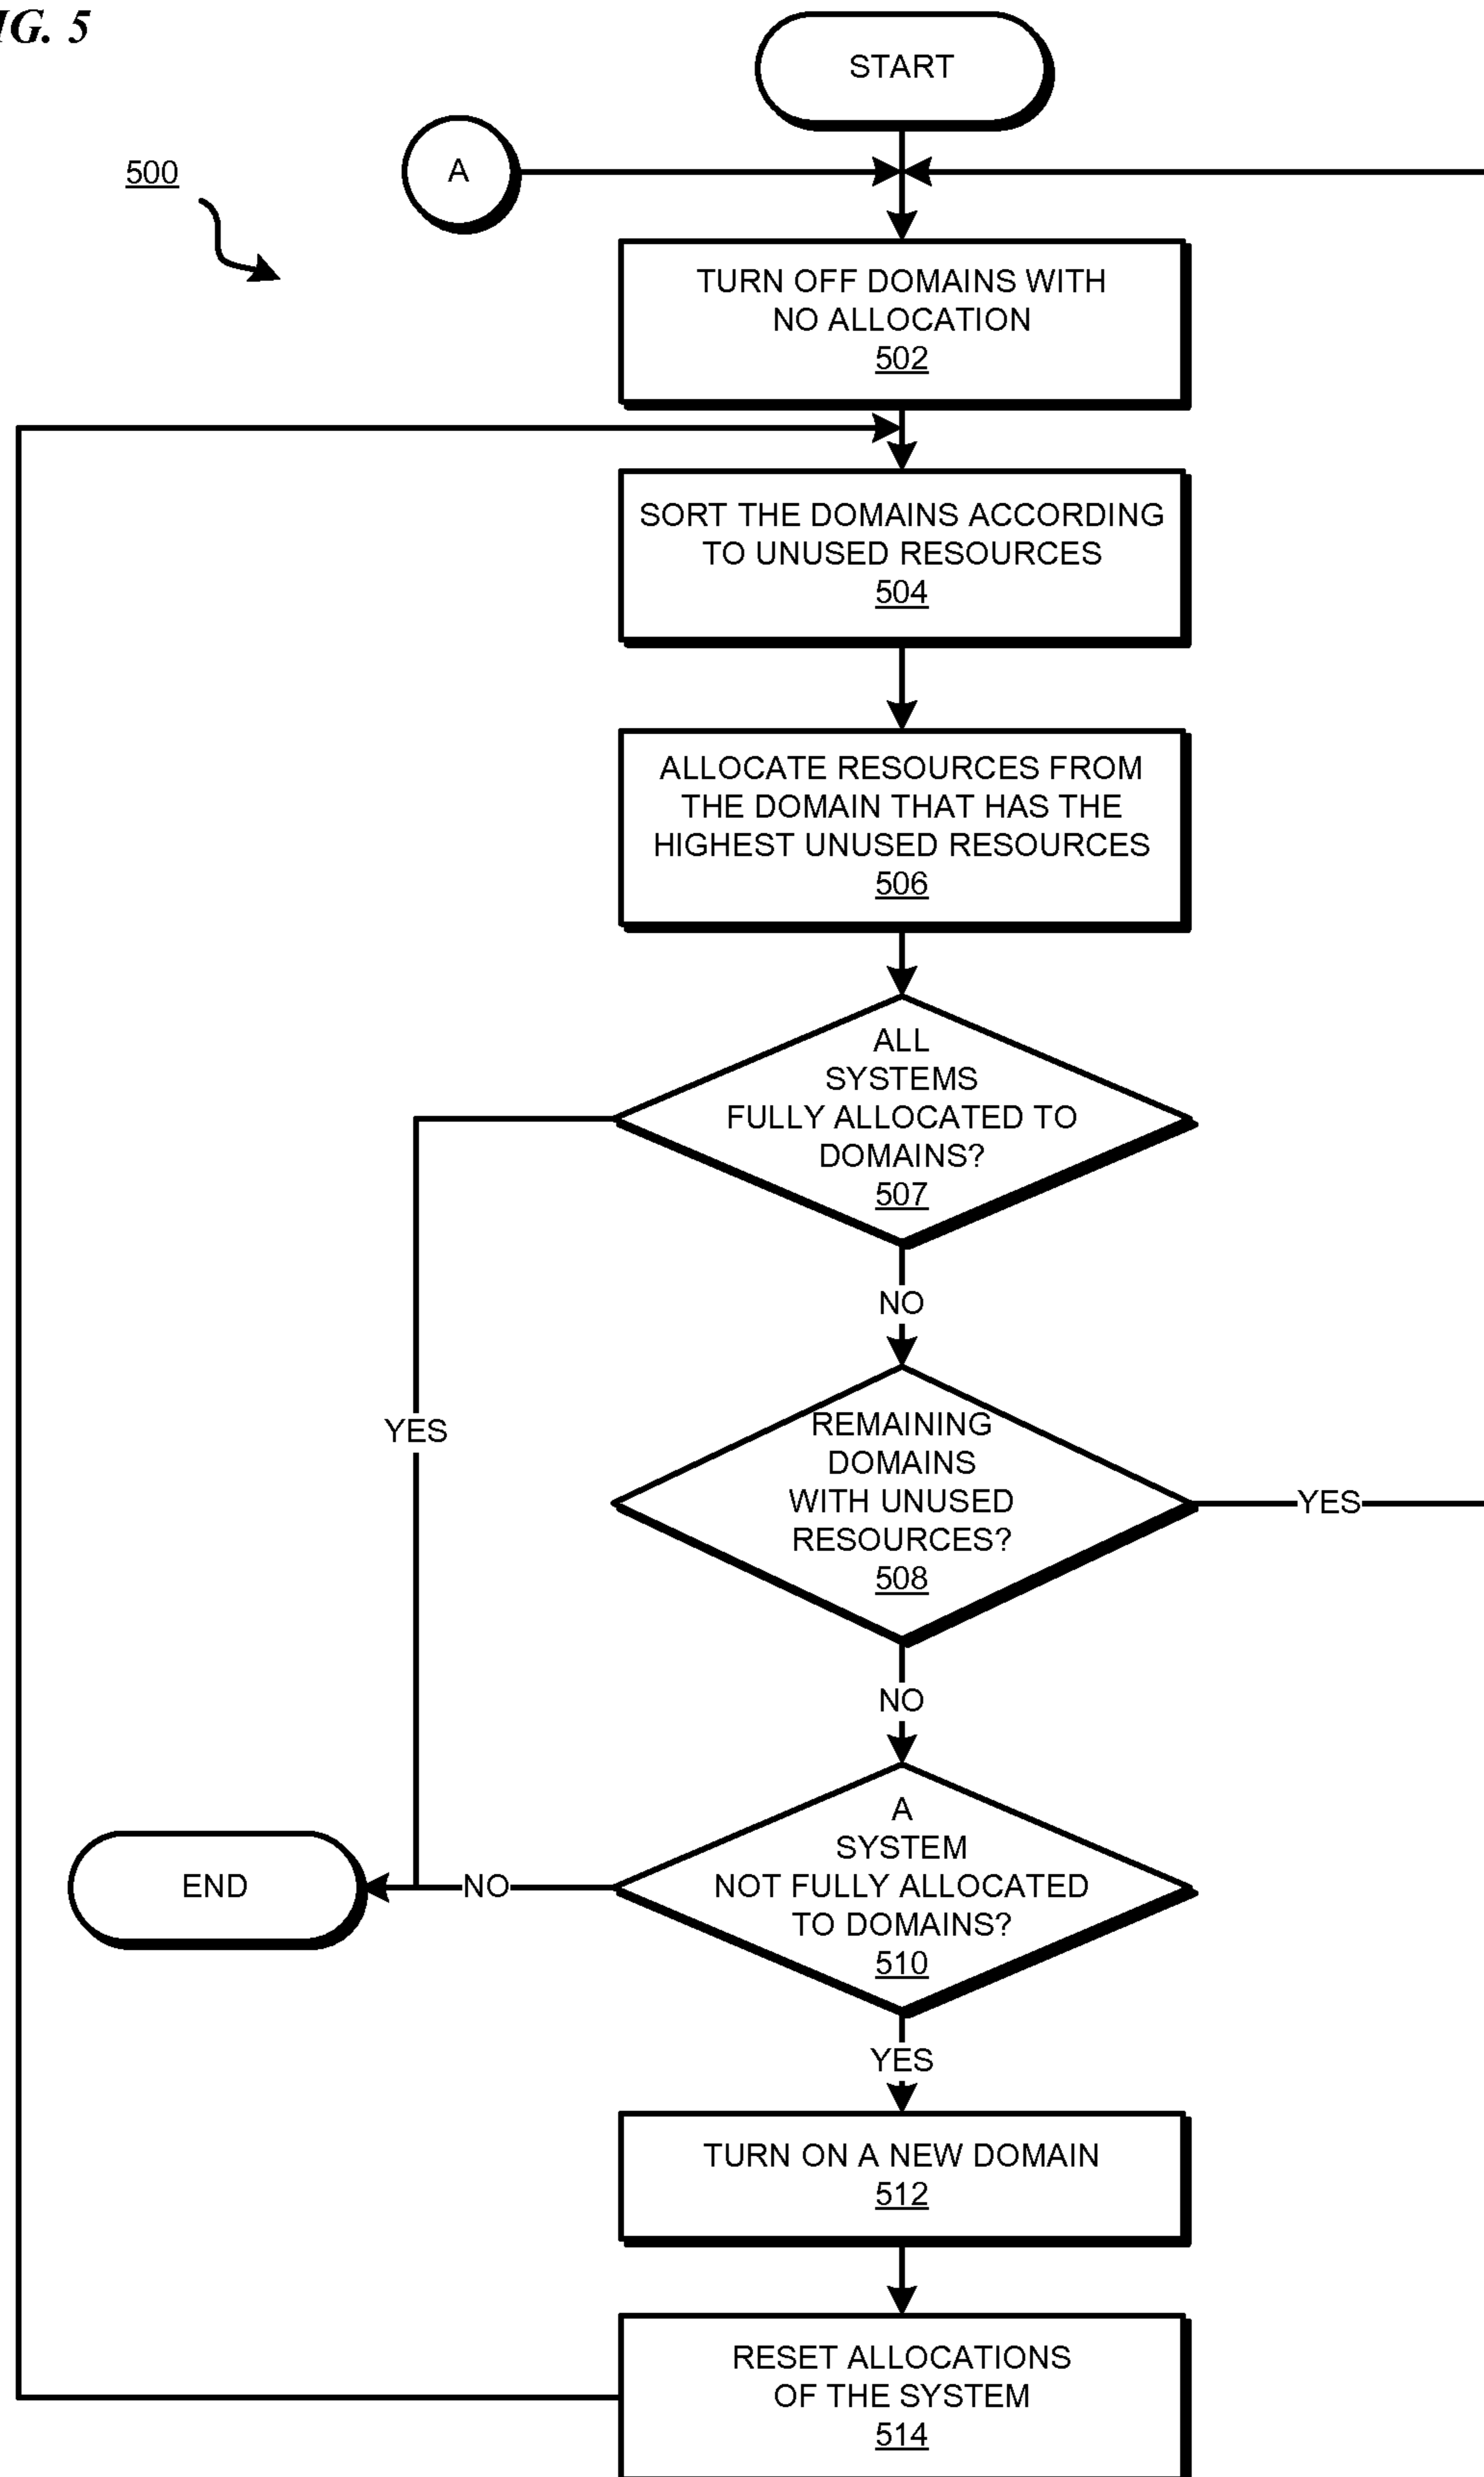 IG. 5
START
A
500
TURN OFF DOMAINS WITH
NO ALLOCATION
502
SORT THE DOMAINS ACCORDING
TO UNUSED RESOURCES
504
ALLOCATE RESOURCES FROM
THE DOMAIN THAT HAS THE
HIGHEST UNUSED RESOURCES
506
ALL
SYSTEMS
FULLY ALLOCATED TO
DOMAINS?
507
NO
YES
REMAINING
DOMAINS
WITH UNUSED
RESOURCES?
508
YES
NO
A
SYSTEM
NOT FULLY ALLOCATED
TO DOMAINS?
510
NO
END
YES
TURN ON A NEW DOMAIN
512
RESET ALLOCATIONS
OF THE SYSTEM
514